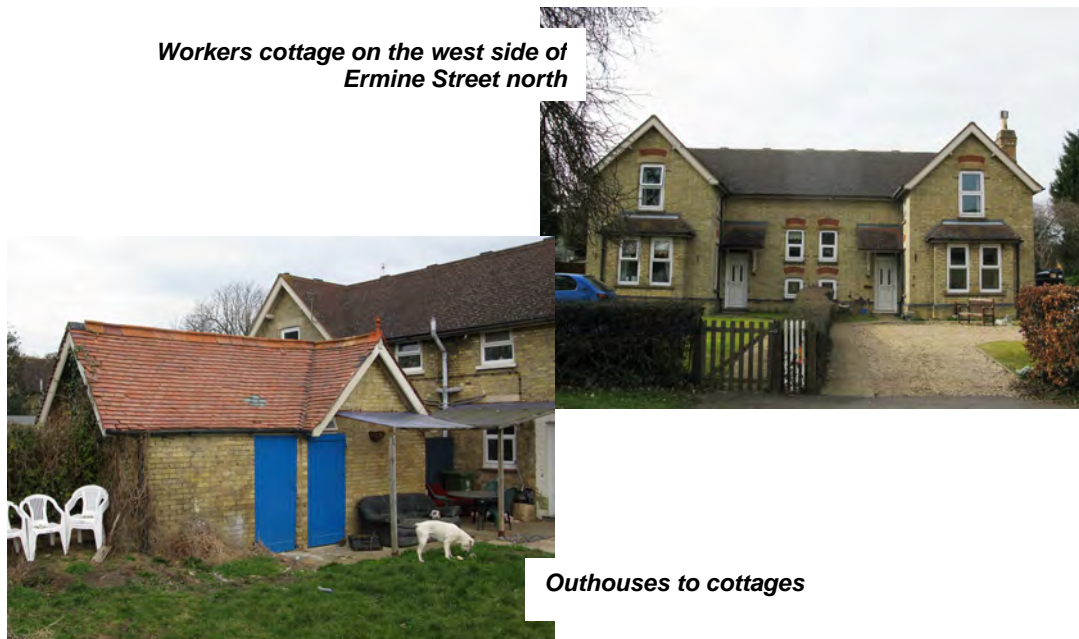 Workers cottage on the west side of
Ermine Street north
Outhouses to cottages